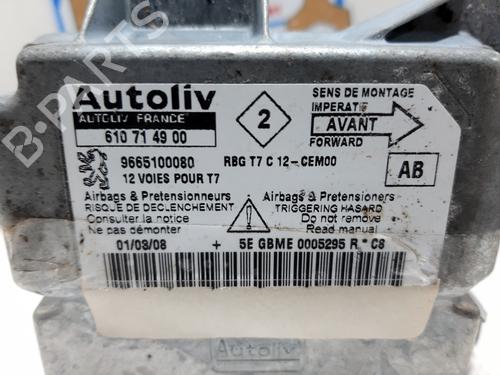 B-PARTS
Autoliv
AUTOLIV FRANCE
610 71 49 00
2
SENS DE MONTAGE
IMPERATIF
AVANT
FORWARD
9665100080
12 VOIES POUR T7
RBG T7 C 12-CEM00
AB
Airbags & Pretensionneurs
RISQUE DE DECLENCHEMENT
Consulter la notice
Ne pas démonter
Airbags & Pretensioners
TRIGGERING HASARD
Do not remove
Read manual
01/03/08 + 5E GBME 0005295 R * C8
Autoliv